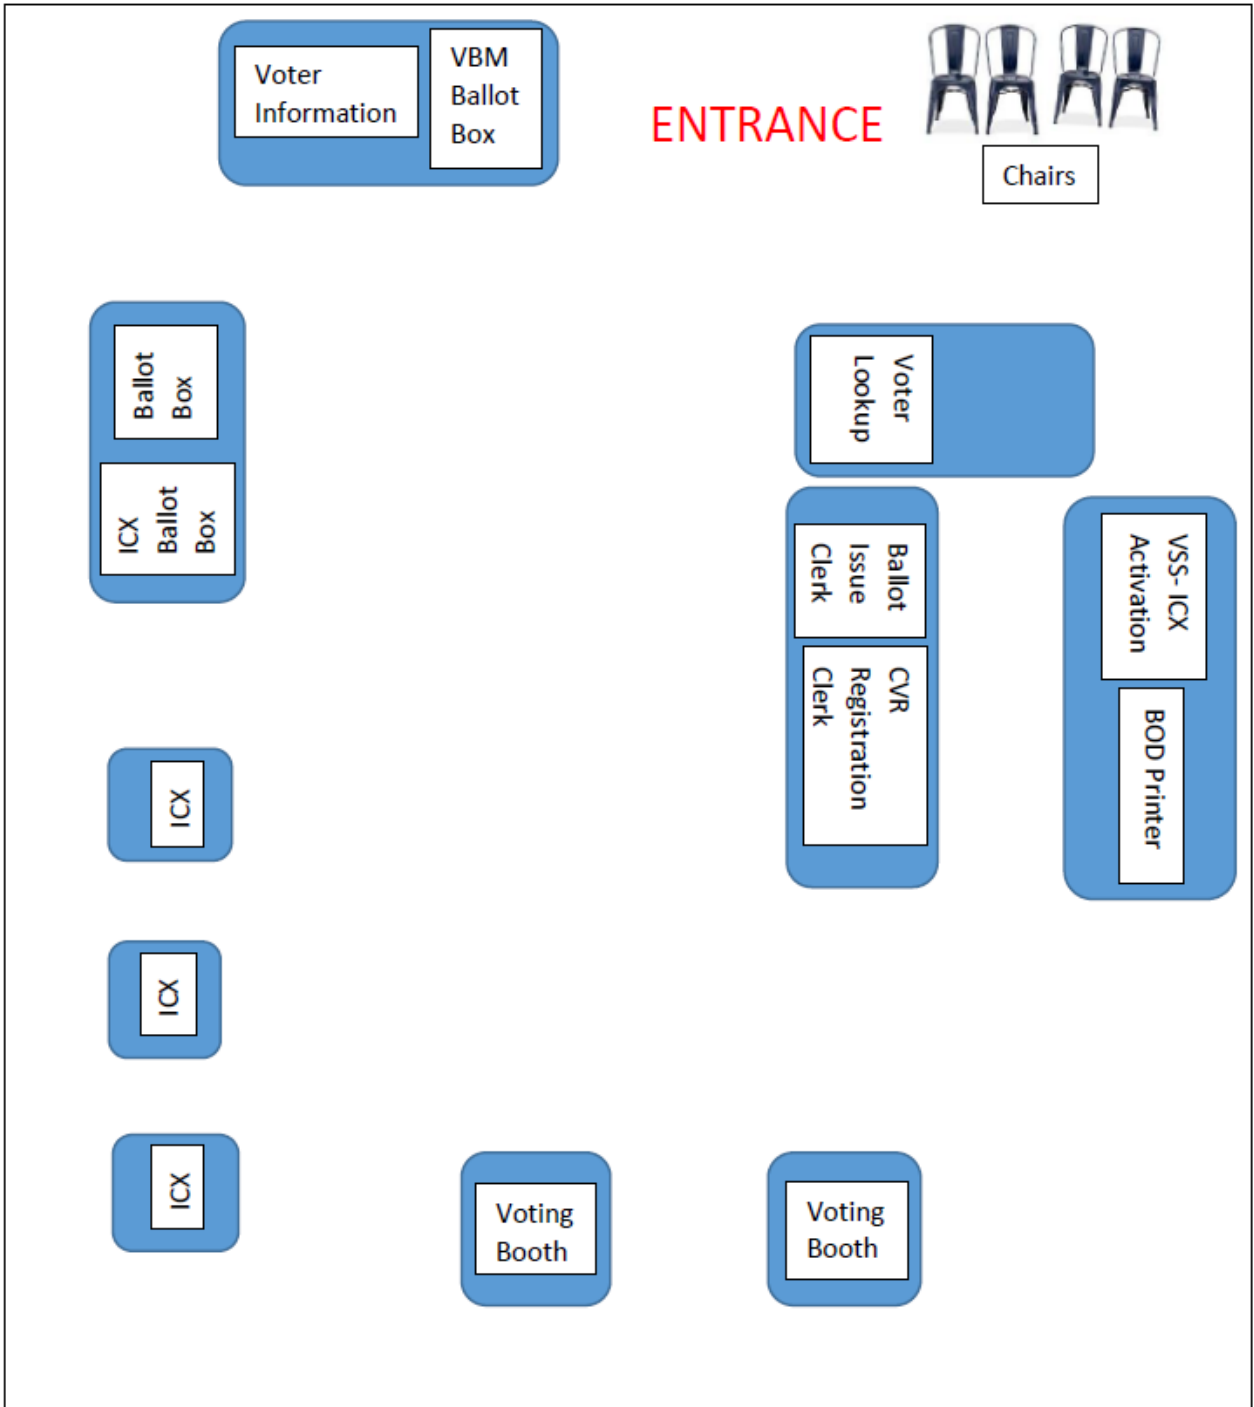 Voter
Information
VBM
Ballot
Box
ENTRANCE
Chairs
Ballot
Box
ICX
Ballot
Box
Voter
Lookup
Ballot
Issue
Clerk
CVR
Registration
Clerk
VSS- ICX
Activation
BOD Printer
ICX
ICX
ICX
Voting
Booth
Voting
Booth